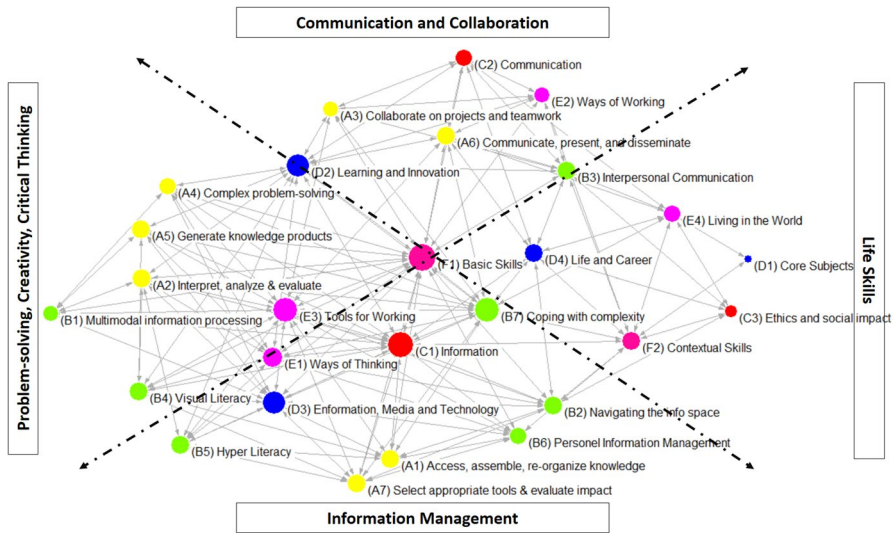 Communication and Collaboration
(C2) Communication
(E2) Ways of Working
(A3) Collaborate on projects and teamwork
(A6) Communicate, present, and disseminate
(D2) Learning and Innovation
(B3) Interpersonal Communication
(A4) Complex problem-solving
(E4) Living in the World
(A5) Generate knowledge products
(F1) Basic Skills
(D4) Life and Career
(D1) Core Subjects
(A2) Interpret, analyze & evaluate
(B1) Multimodal information processing
(E3) Tools for Working
(B7) Coping with complexity
(C3) Ethics and social impact
(C1) Information
(F2) Contextual Skills
(E1) Ways of Thinking
(B4) Visual Literacy
(D3) Enformation, Media and Technology
(B2) Navigating the info space
(B5) Hyper Literacy
(B6) Personel Information Management
(A1) Access, assemble, re-organize knowledge
(A7) Select appropriate tools & evaluate impact
Problem-solving, Creativity, Critical Thinking
Life Skills
Information Management